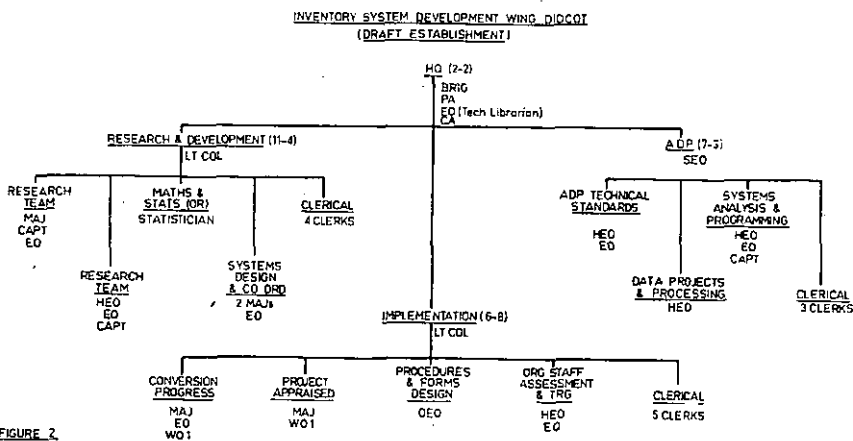 INVENTORY SYSTEM DEVELOPMENT WING DIDCOT
(DRAFT ESTABLISHMENT)
HQ (2-2)
BRIG
PA
EO (Tech Librarian)
CA
RESEARCH & DEVELOPMENT (11-4)
LT COL
RESEARCH
TEAM
MAJ
CAPT
EO
RESEARCH
TEAM
HEO
EO
CAPT
MATHS &
STATS (OR)
STATISTICIAN
SYSTEMS
DESIGN
& CO ORD
2 MAJs
EO
CLERICAL
4 CLERKS
ADP (7-3)
SEO
ADP TECHNICAL
STANDARDS
HEO
EO
DATA PROJECTS
& PROCESSING
HEO
SYSTEMS
ANALYSIS &
PROGRAMMING
HEO
EO
CAPT
CLERICAL
3 CLERKS
IMPLEMENTATION (6-8)
LT COL
CONVERSION
PROGRESS
MAJ
EO
WO1
PROJECT
APPRAISED
MAJ
WO1
PROCEDURES
& FORMS
DESIGN
OEO
ORG STAFF
ASSESSMENT
& TRG
HEO
EO
CLERICAL
5 CLERKS
FIGURE 2